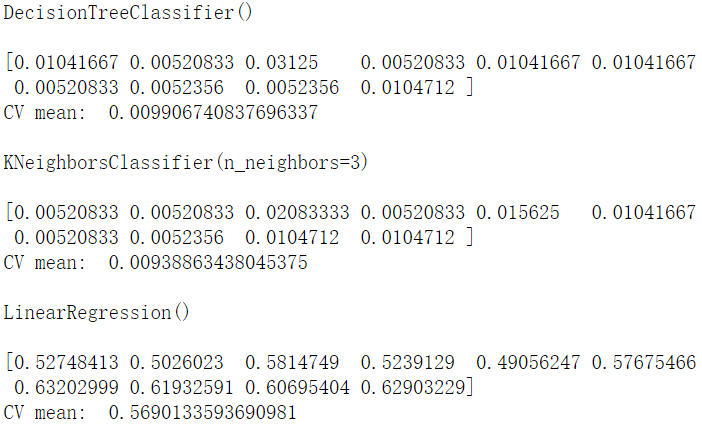 DecisionTreeClassifier()
[0.01041667 0.00520833 0.03125    0.00520833 0.01041667 0.01041667
 0.00520833 0.0052356  0.0052356  0.0104712 ]
CV mean:  0.009906740837696337
KNeighborsClassifier(n_neighbors=3)
[0.00520833 0.00520833 0.02083333 0.00520833 0.015625   0.01041667
 0.00520833 0.0052356  0.0104712  0.0104712 ]
CV mean:  0.00938863438045375
LinearRegression()
[0.52748413 0.5026023  0.5814749  0.5239129  0.49056247 0.57675466
 0.63202999 0.61932591 0.60695404 0.62903229]
CV mean:  0.5690133593690981